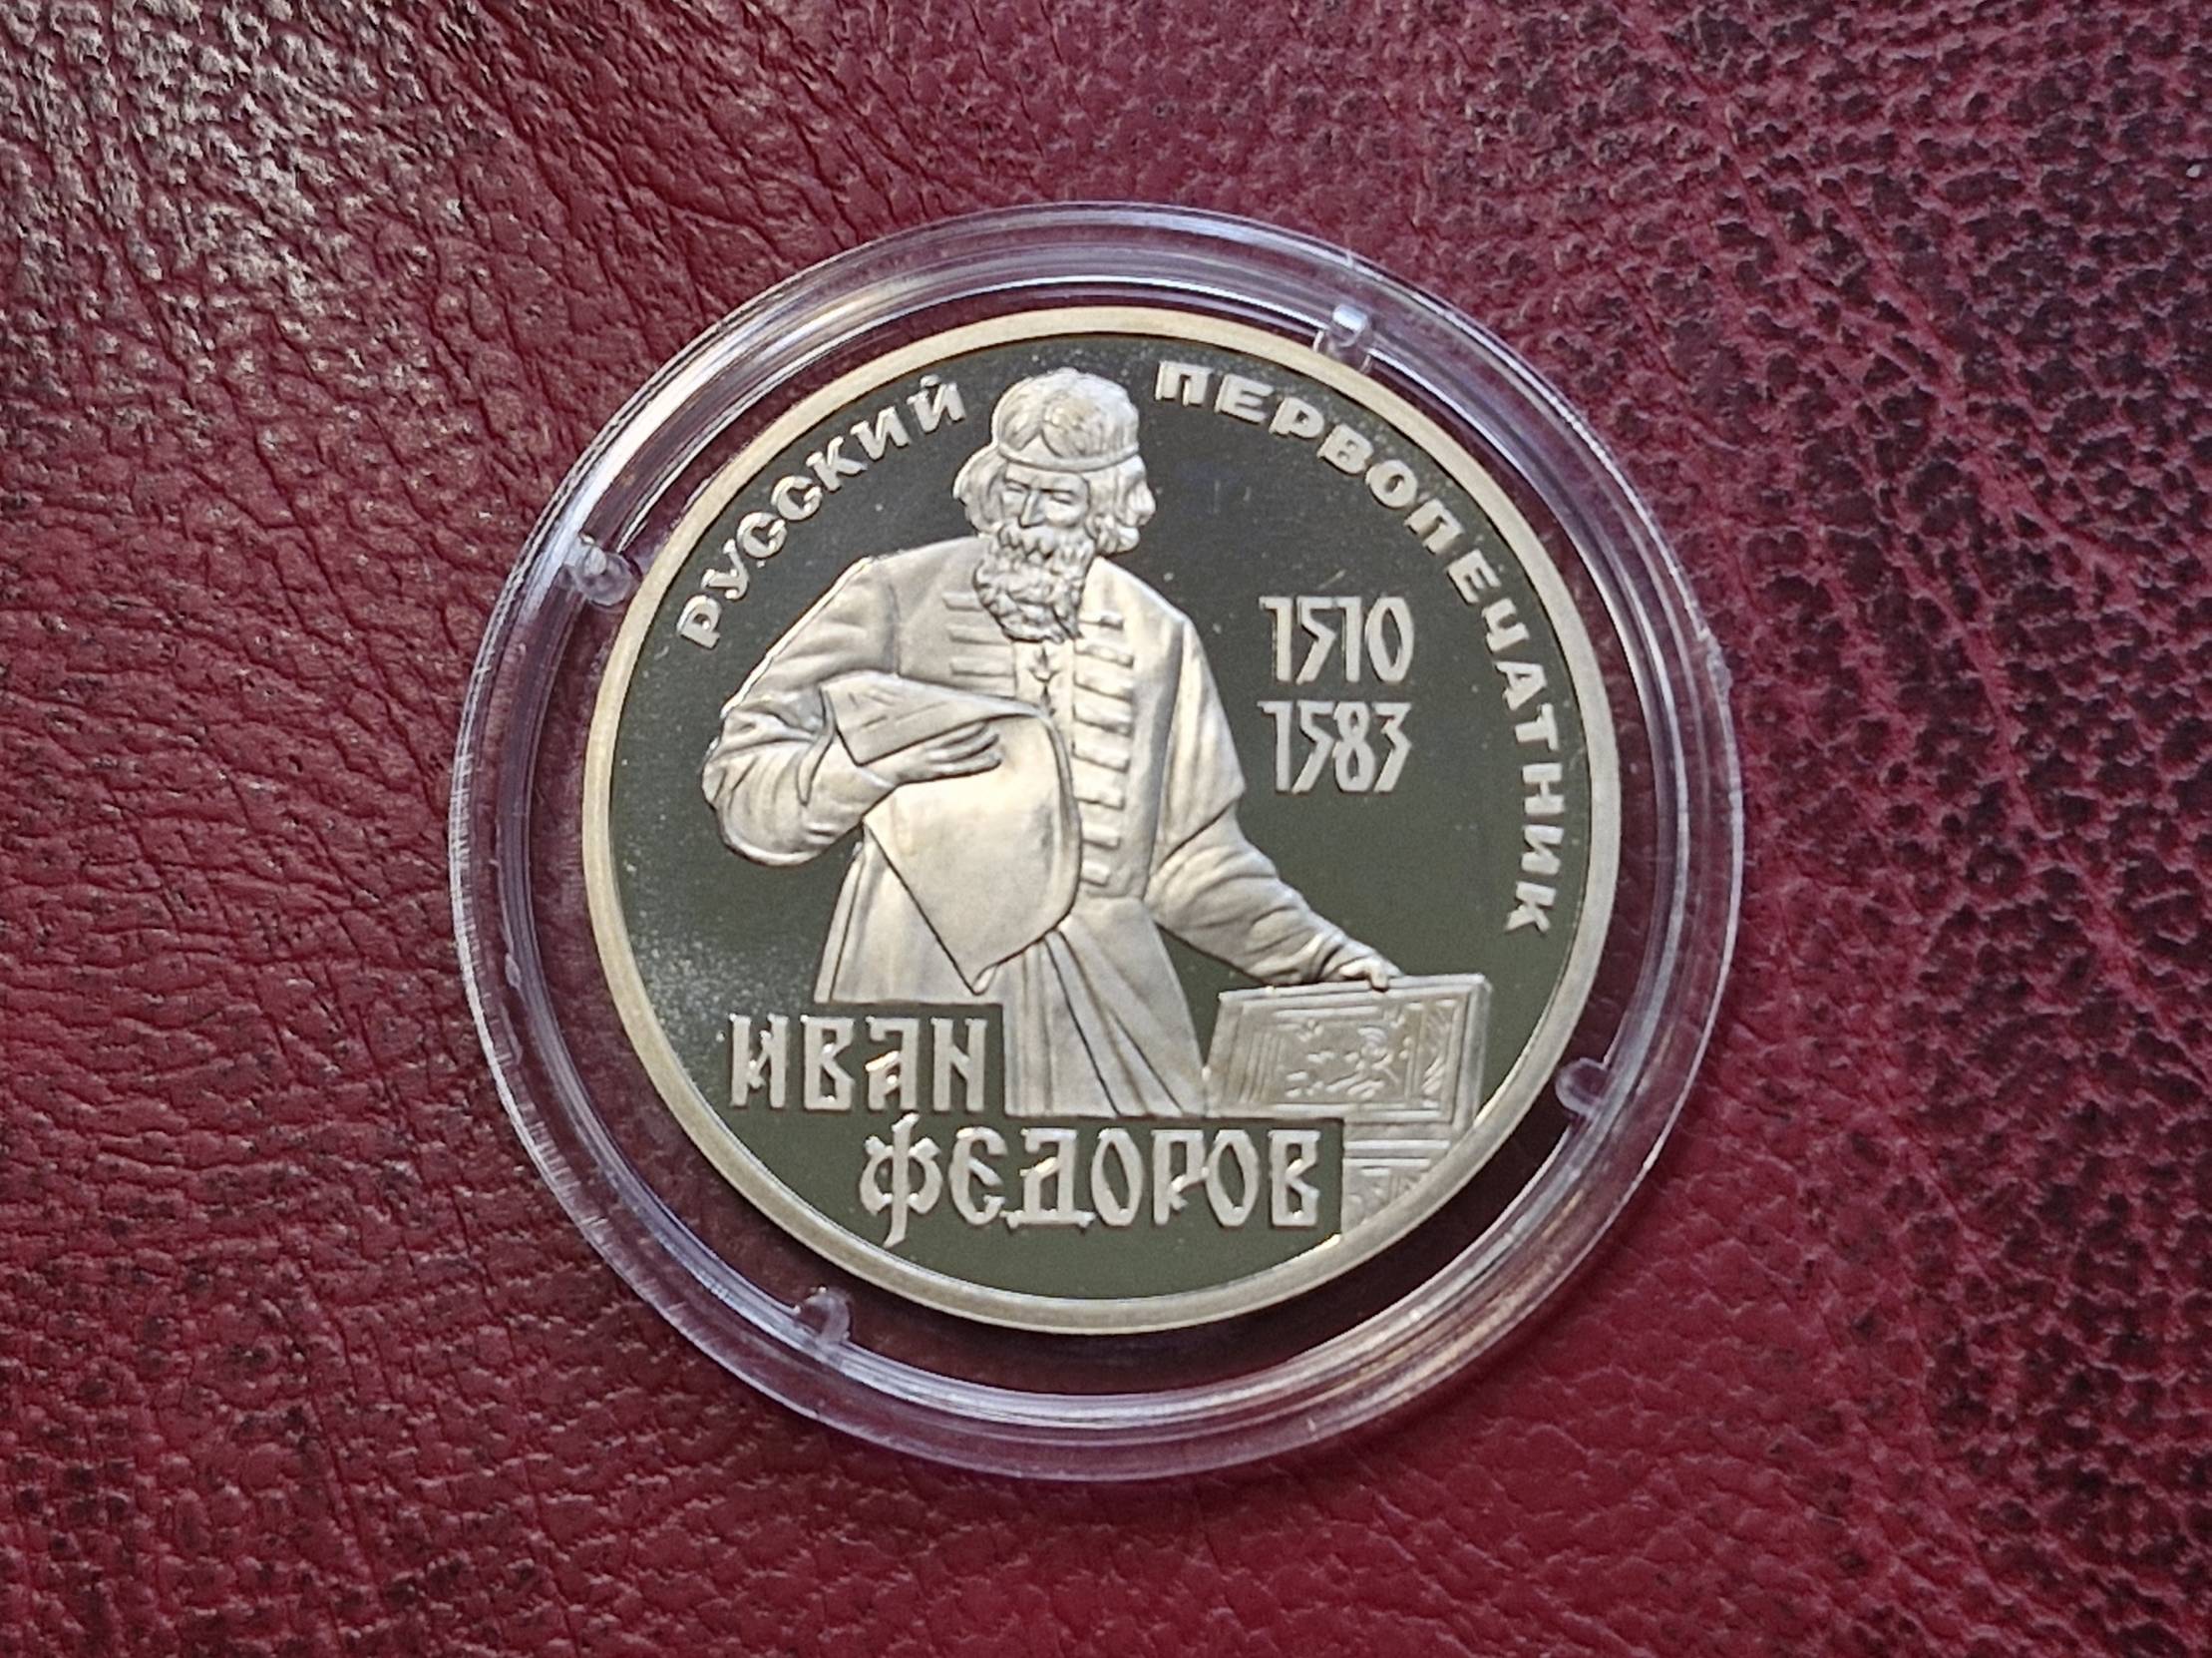 РУССКИЙ ПЕРВОПЕЧАТНИК
1510
1583
ИВАН
ФЕДОРОВ